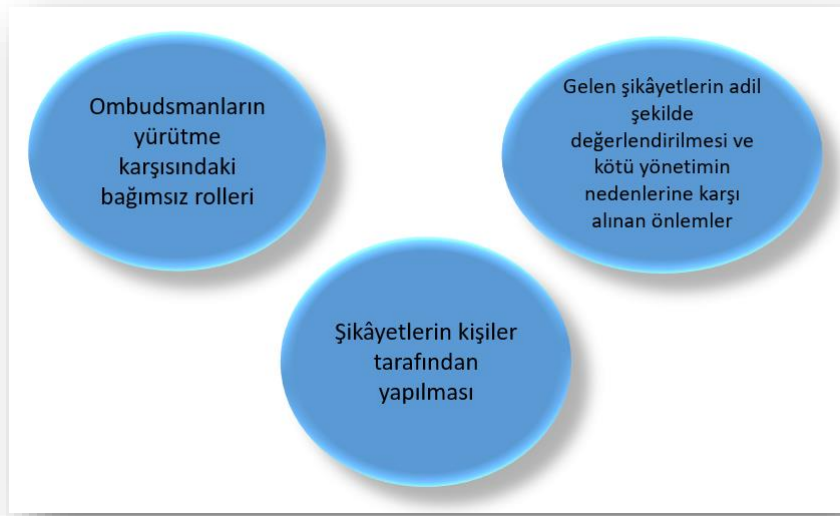 Ombudsmanların
yürütme
karşısındaki
bağımsız rolleri
Gelen şikâyetlerin adil
şekilde
değerlendirilmesi ve
kötü yönetimin
nedenlerine karşı
alınan önlemler
Şikâyetlerin kişiler
tarafından
yapılması